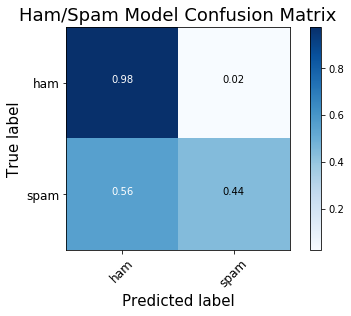 Ham/Spam Model Confusion Matrix
True label
ham
0.98
0.02
spam
0.56
0.44
ham
spam
Predicted label
0.8
0.6
0.4
0.2